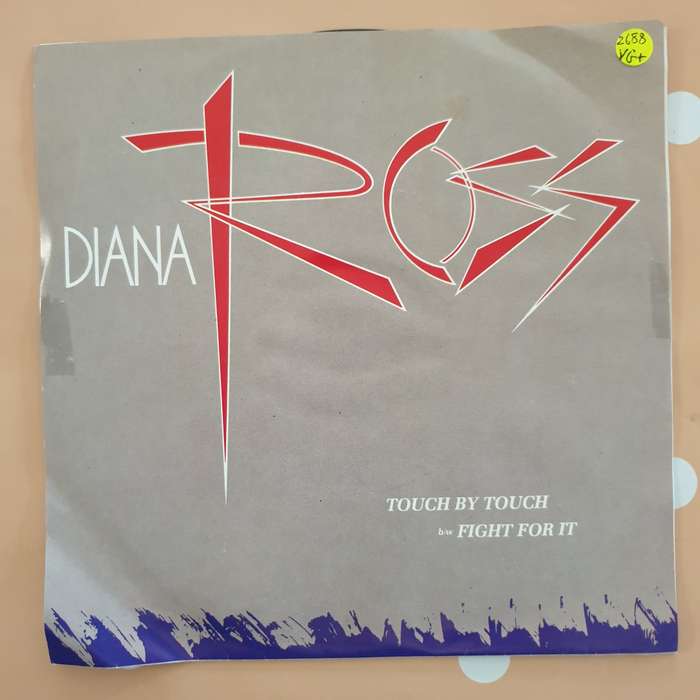 2688
VG+
DIANA ROSS
TOUCH BY TOUCH
b/w FIGHT FOR IT